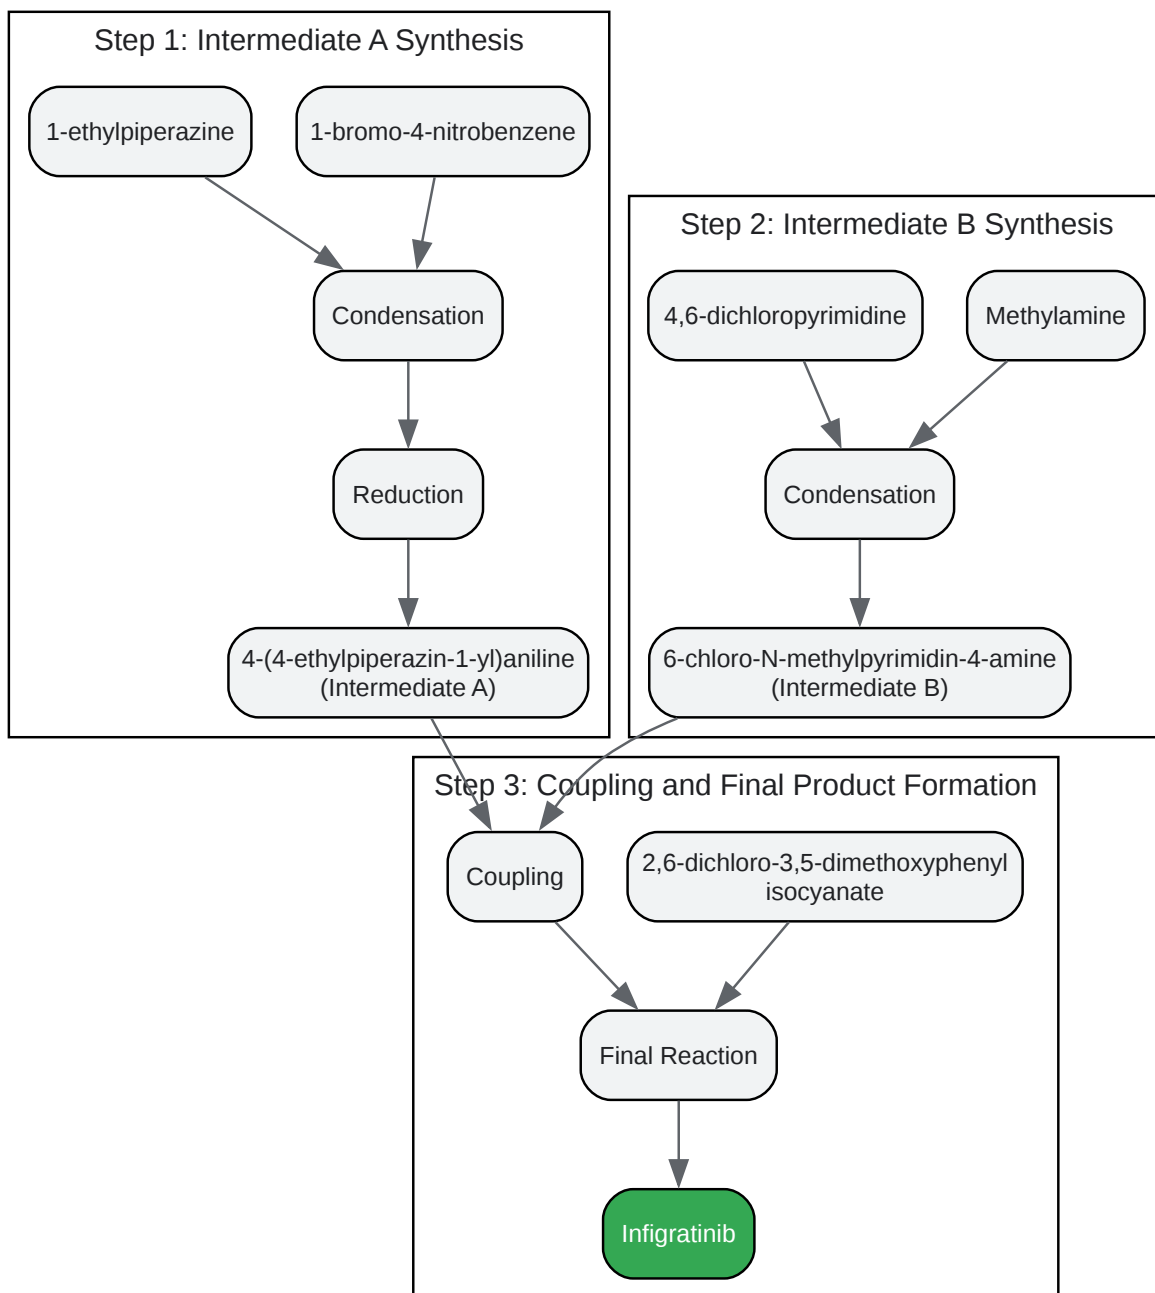 Step 1: Intermediate A Synthesis
1-ethylpiperazine
1-bromo-4-nitrobenzene
Condensation
Reduction
4-(4-ethylpiperazin-1-yl)aniline
(Intermediate A)
Step 2: Intermediate B Synthesis
4,6-dichloropyrimidine
Methylamine
Condensation
6-chloro-N-methylpyrimidin-4-amine
(Intermediate B)
Step 3: Coupling and Final Product Formation
Coupling
2,6-dichloro-3,5-dimethoxyphenyl
isocyanate
Final Reaction
Infigratinib